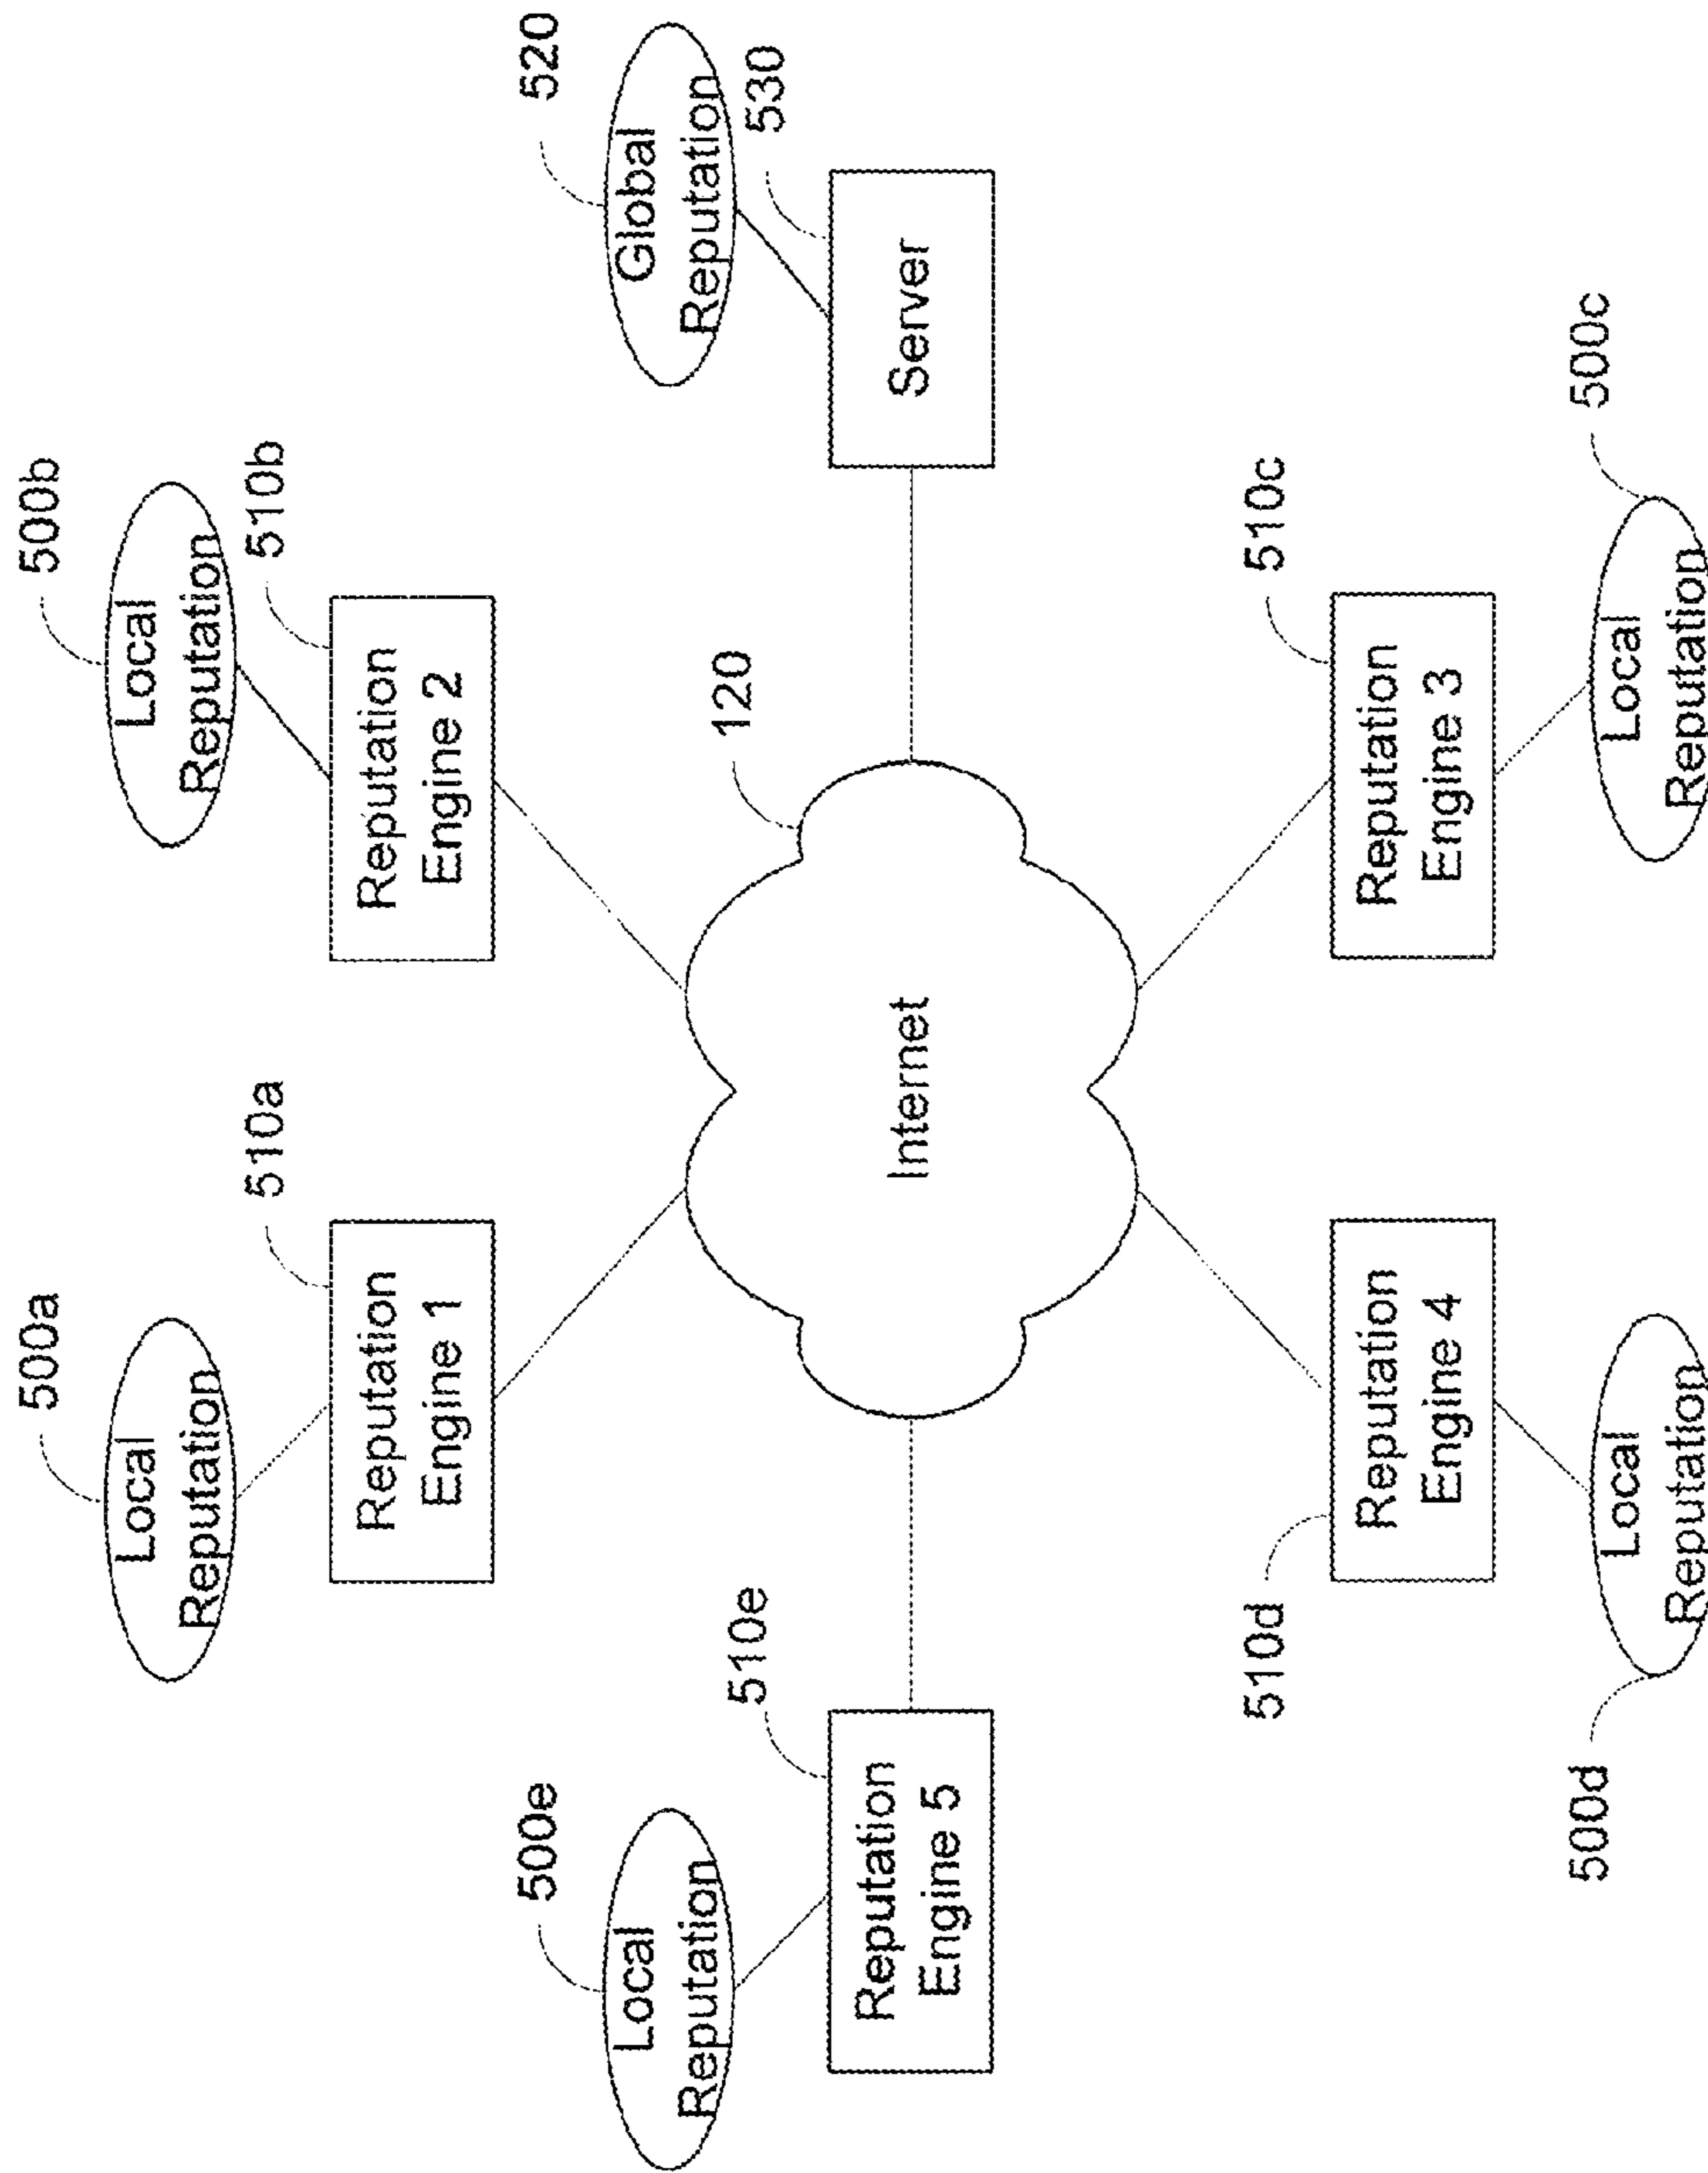 500a
Local
Reputation
510a
Reputation
Engine 1
500b
Local
Reputation
510b
Reputation
Engine 2
500e
Local
Reputation
510e
Reputation
Engine 5
Internet
120
520
Global
Reputation
530
Server
510d
Reputation
Engine 4
500d
Local
Reputation
510c
Reputation
Engine 3
500c
Local
Reputation